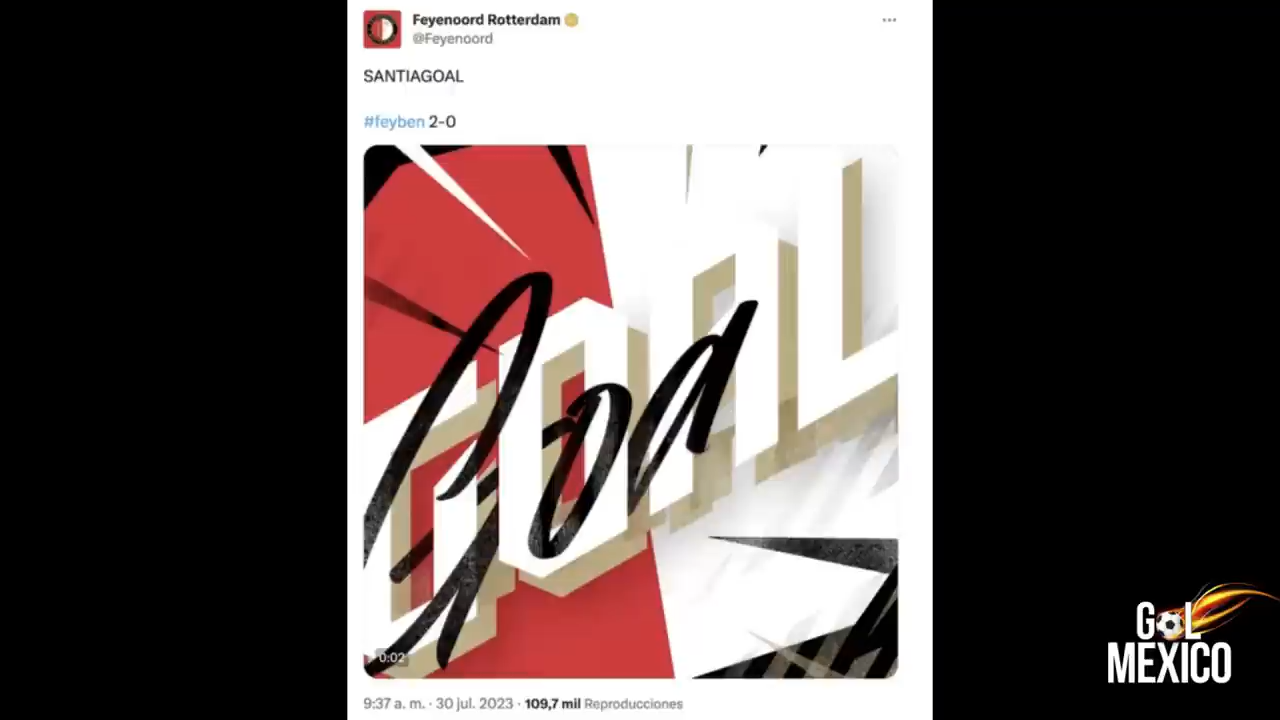 Feyenoord Rotterdam
@Feyenoord
SANTIAGOAL
#feyben 2-0
GOAL
Goal
0:02
9:37 a. m. · 30 jul. 2023 · 109,7 mil Reproducciones
GOL
MEXICO